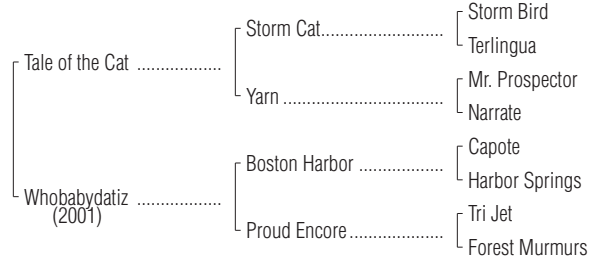 Storm Bird
Storm Cat
Terlingua
Tale of the Cat
Mr. Prospector
Yarn
Narrate
Capote
Boston Harbor
Harbor Springs
Whobabydatiz
(2001)
Tri Jet
Proud Encore
Forest Murmurs